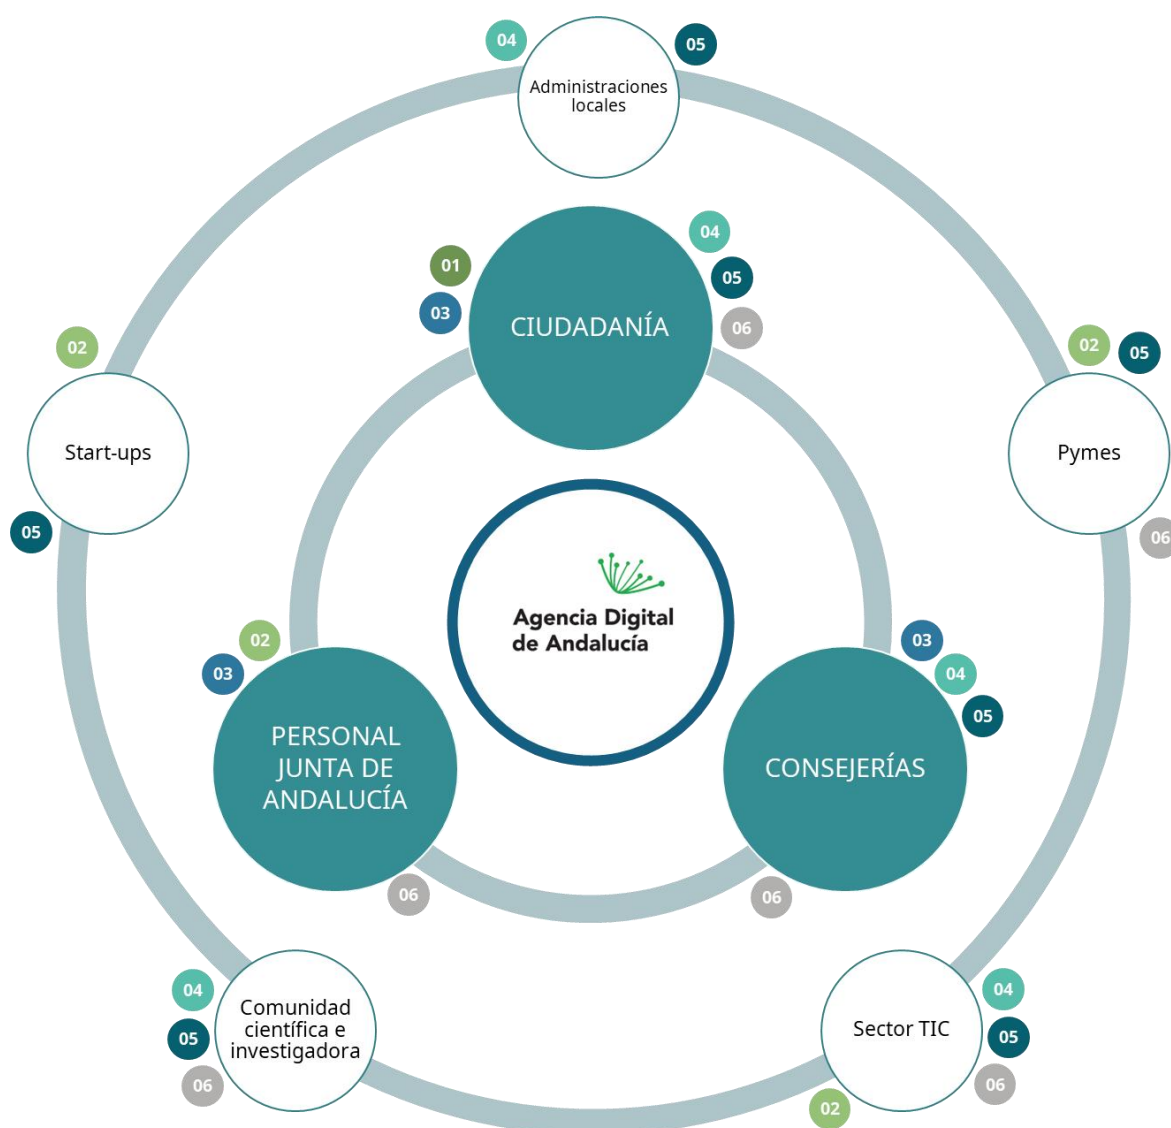 04
05
Administraciones
locales
04
01
05
03
06
CIUDADANÍA
02
02
05
Start-ups
Pymes
05
06
Agencia Digital
de Andalucía
02
03
03
04
05
PERSONAL
JUNTA DE
ANDALUCÍA
CONSEJERÍAS
06
06
04
05
06
Comunidad
científica e
investigadora
Sector TIC
04
05
06
02